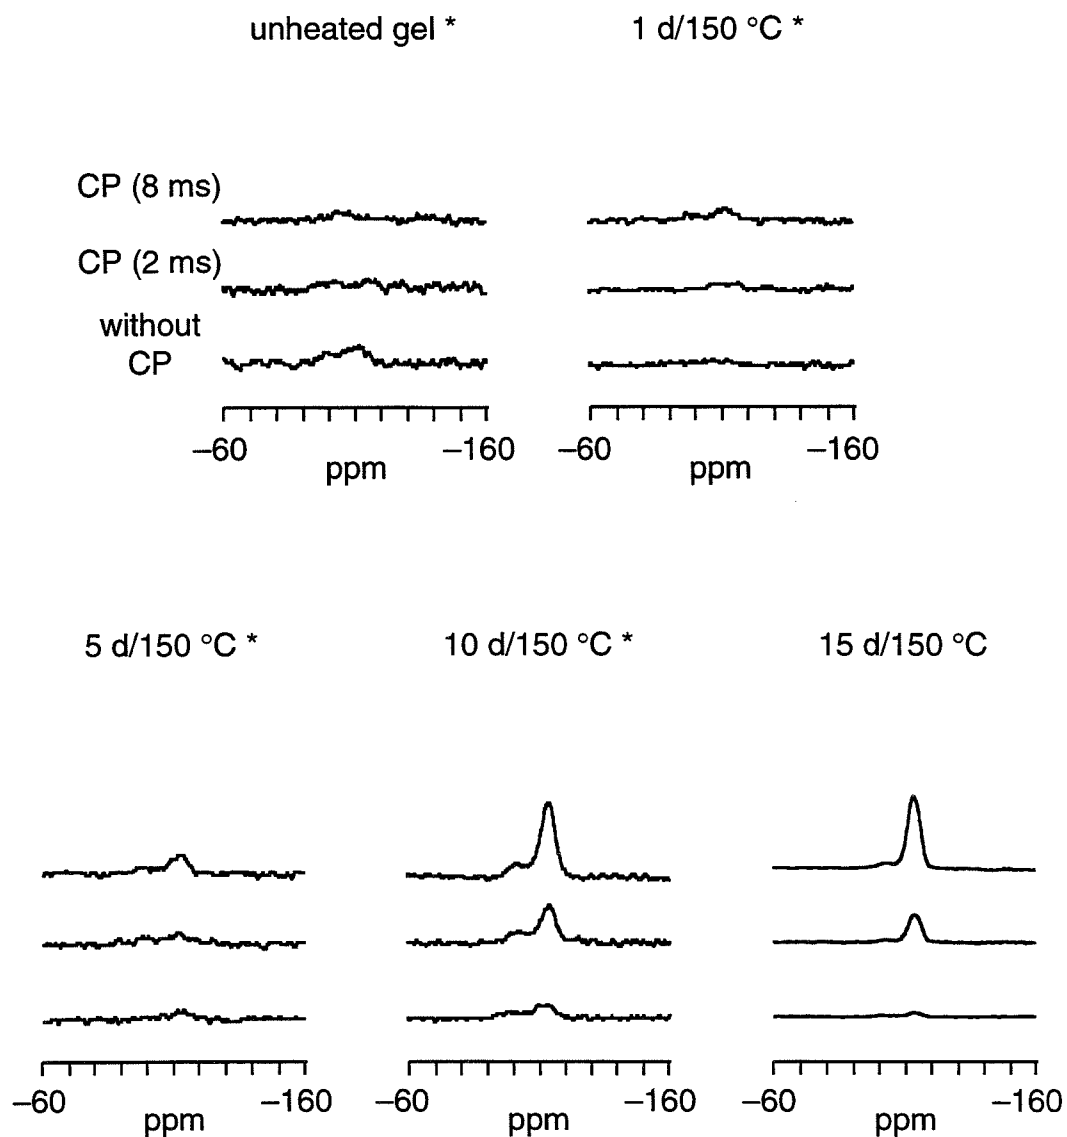 unheated gel * 1 d/150 °C *
CP (8 ms)
CP (2 ms)
without
CP
–60 –160 –60 –160
ppm ppm
5 d/150 °C * 10 d/150 °C * 15 d/150 °C
–60 –160 –60 –160 –60 –160
ppm ppm ppm